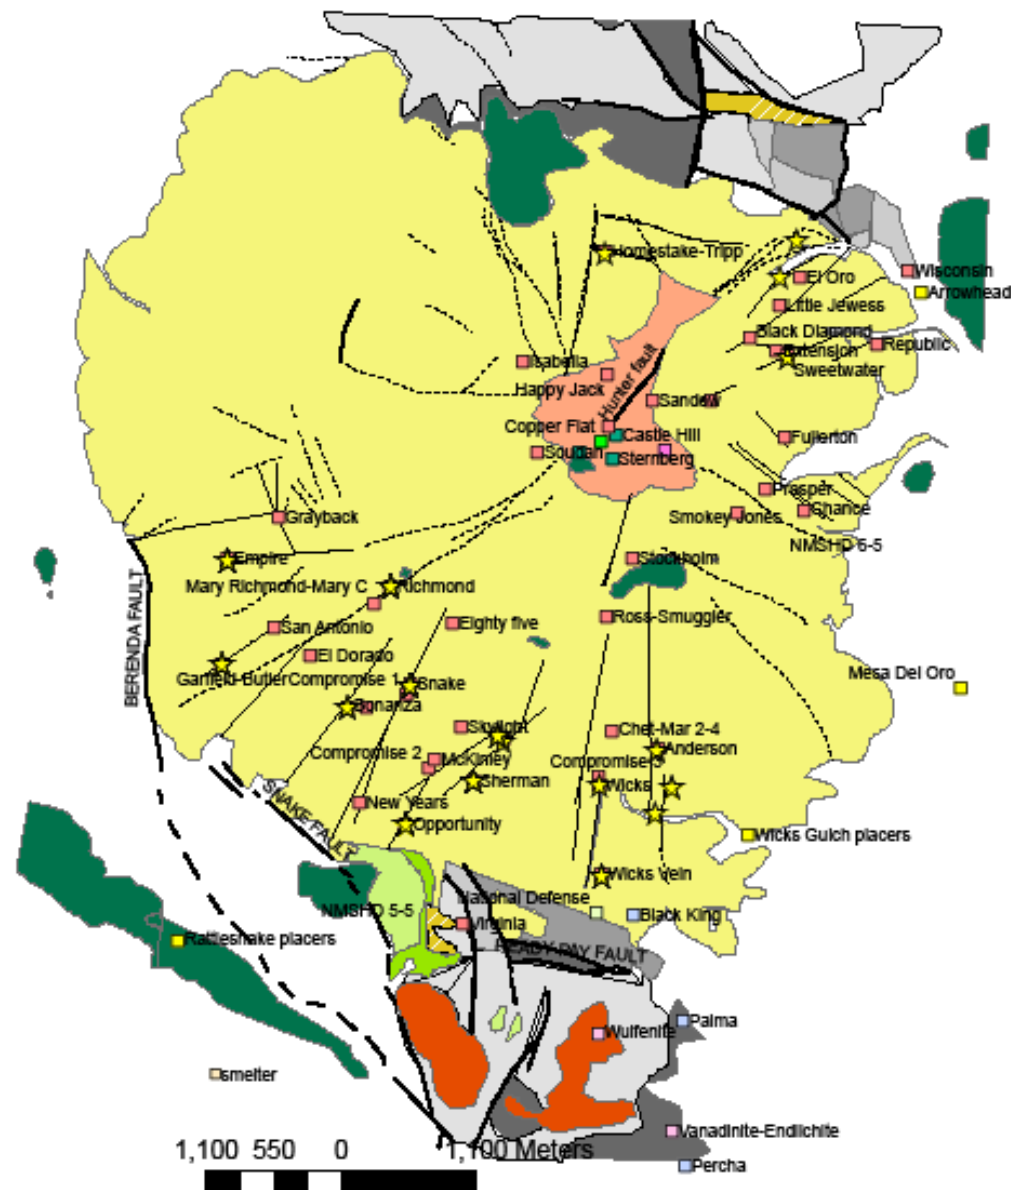 Homestake-Tripp
Wisconsin
El Oro
Arrowhead
Little Jewess
Black Diamond
Extension
Republic
Isabella
Sweetwater
Happy Jack
Hunter fault
Sandow
Copper Flat
Castle Hill
Fullerton
Soudan
Sternberg
Prosper
Grayback
Smokey Jones
Chance
NMSHD 6-5
Empire
Stockholm
Mary Richmond-Mary C
Richmond
BERENDA FAULT
San Antonio
Eighty five
Ross-Smuggler
El Dorado
Garfield-Butler
Compromise 1
Snake
Mesa Del Oro
Bonanza
Skylight
Chet-Mar 2-4
Compromise 2
McKinley
Anderson
Compromise 3
Sherman
Wicks
SNAKE FAULT
New Years
Opportunity
Wicks Gulch placers
Wicks Vein
National Defense
NMSHD 5-5
Black King
Virginia
Rattlesnake placers
READY PAY FAULT
Palma
Wulfenite
smelter
Vanadinite-Endlichite
Percha
1,100 550 0 1,100 Meters